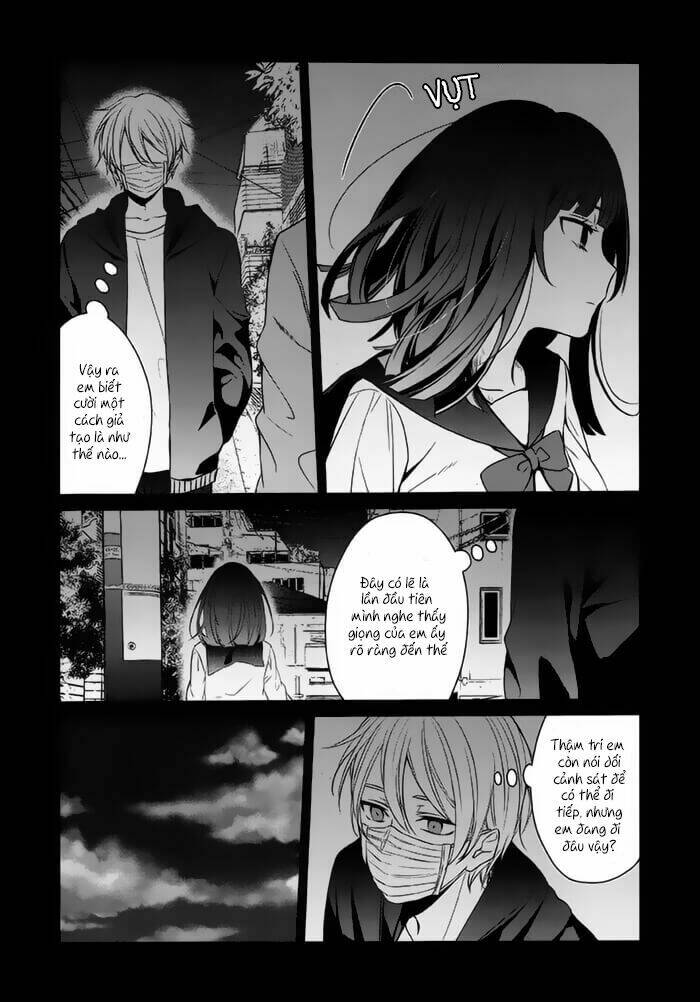 VỤT
Vậy ra
em biết
cười một
cách giả
tạo là như
thế nào...
Đây có lẽ là
lần đầu tiên
mình nghe thấy
giọng của em ấy
rõ ràng đến thế
Thậm trí em
còn nói dối
cảnh sát để
có thể đi
tiếp, nhưng
em đang đi
đâu vậy?